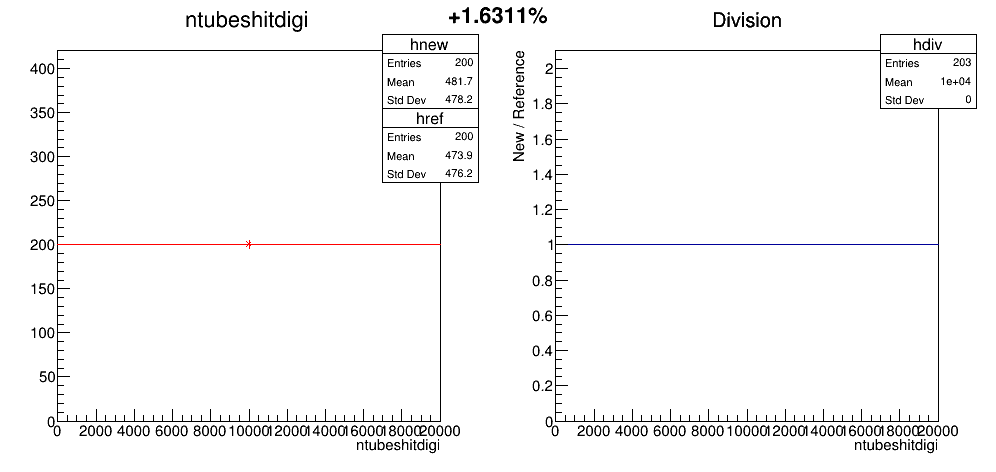 +1.6311%
ntubeshitdigi
hnew
Entries 200
Mean 481.7
Std Dev 478.2
href
Entries 200
Mean 473.9
Std Dev 476.2
400
350
300
250
200
150
100
50
0
0 2000 4000 6000 8000 10000 12000 14000 16000 18000 20000
ntubeshitdigi
Division
hdiv
Entries 203
Mean 1e+04
Std Dev 0
New / Reference
2
1.8
1.6
1.4
1.2
1
0.8
0.6
0.4
0.2
0
0 2000 4000 6000 8000 10000 12000 14000 16000 18000 20000
ntubeshitdigi